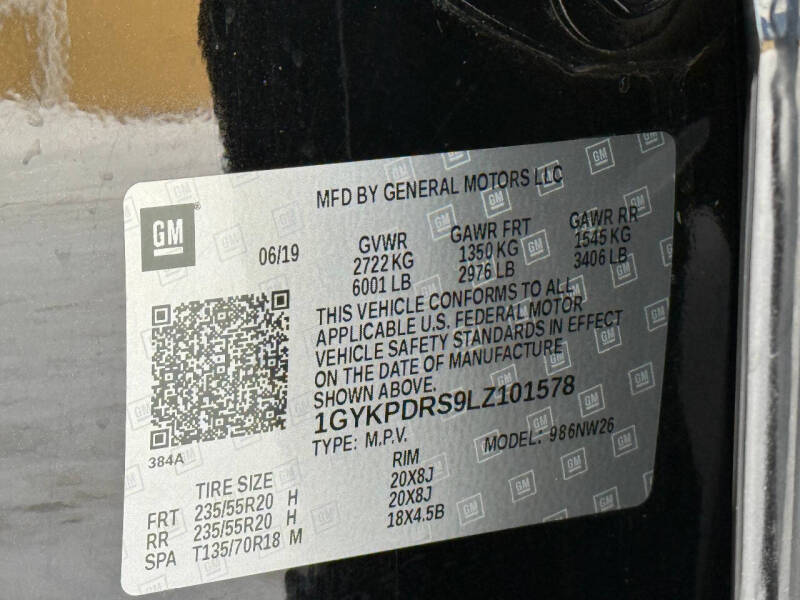 MFD BY GENERAL MOTORS LLC
GM
06/19
GVWR GAWR FRT GAWR RR
2722 KG 1350 KG 1545 KG
6001 LB 2976 LB 3406 LB
THIS VEHICLE CONFORMS TO ALL
APPLICABLE U.S. FEDERAL MOTOR
VEHICLE SAFETY STANDARDS IN EFFECT
ON THE DATE OF MANUFACTURE
SHOWN ABOVE.
1GYKPDRS9LZ101578
TYPE: M.P.V. MODEL: 986NW26
384A
TIRE SIZE RIM
FRT 235/55R20 H 20X8J
RR 235/55R20 H 20X8J
SPA T135/70R18 M 18X4.5B